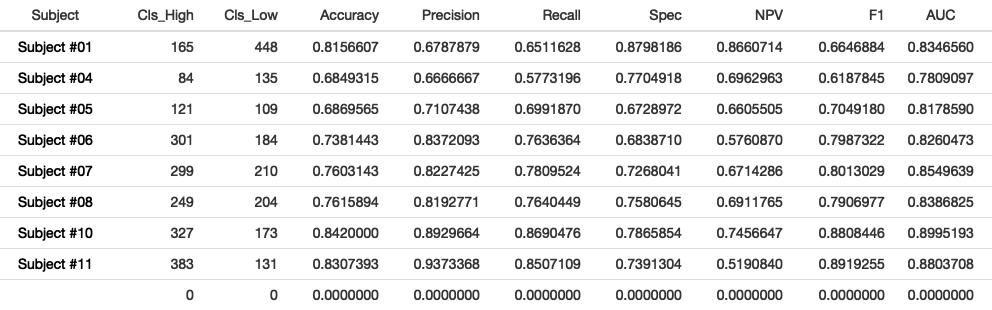 Subject Cls_High Cls_Low Accuracy Precision Recall Spec NPV F1 AUC
Subject #01 165 448 0.8156607 0.6787879 0.6511628 0.8798186 0.8660714 0.6646884 0.8346560
Subject #04 84 135 0.6849315 0.6666667 0.5773196 0.7704918 0.6962963 0.6187845 0.7809097
Subject #05 121 109 0.6869565 0.7107438 0.6991870 0.6728972 0.6605505 0.7049180 0.8178590
Subject #06 301 184 0.7381443 0.8372093 0.7636364 0.6838710 0.5760870 0.7987322 0.8260473
Subject #07 299 210 0.7603143 0.8227425 0.7809524 0.7268041 0.6714286 0.8013029 0.8549639
Subject #08 249 204 0.7615894 0.8192771 0.7640449 0.7580645 0.6911765 0.7906977 0.8386825
Subject #10 327 173 0.8420000 0.8929664 0.8690476 0.7865854 0.7456647 0.8808446 0.8995193
Subject #11 383 131 0.8307393 0.9373368 0.8507109 0.7391304 0.5190840 0.8919255 0.8803708
0 0 0.0000000 0.0000000 0.0000000 0.0000000 0.0000000 0.0000000 0.0000000